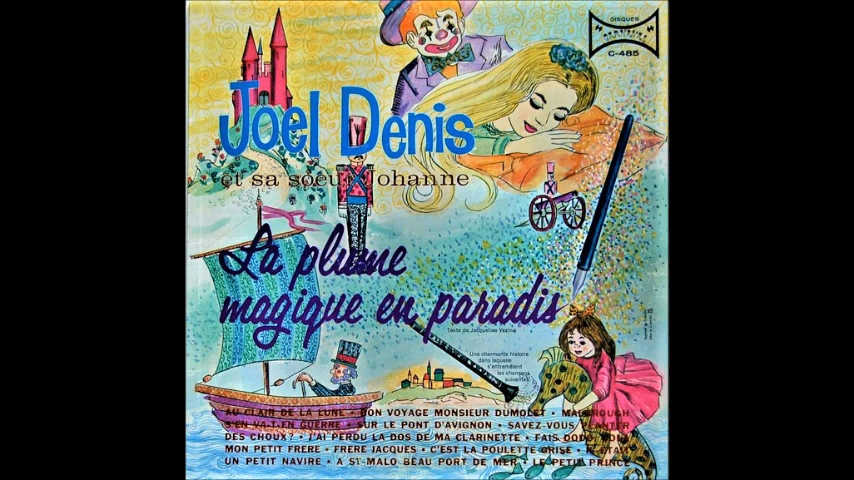 DISQUES
C-485
Joel Denis
et sa soeur Johanne
La plume
magique en paradis
Texte de Jacqueline Vezina
Une charmante histoire
dans laquelle
s'entremêlent
les chansons
suivantes:
AU CLAIR DE LA LUNE • BON VOYAGE MONSIEUR DUMOLET • MALBROUGH
S'EN VA-T-EN GUERRE • SUR LE PONT D'AVIGNON • SAVEZ-VOUS PLANTER
DES CHOUX? • J'AI PERDU LA DOS DE MA CLARINETTE • FAIS DODO COLA
MON PETIT FRERE • FRERE JACQUES • C'EST LA POULETTE GRISE • IL ETAIT
UN PETIT NAVIRE • A ST-MALO BEAU PORT DE MER • LE PETIT PRINCE